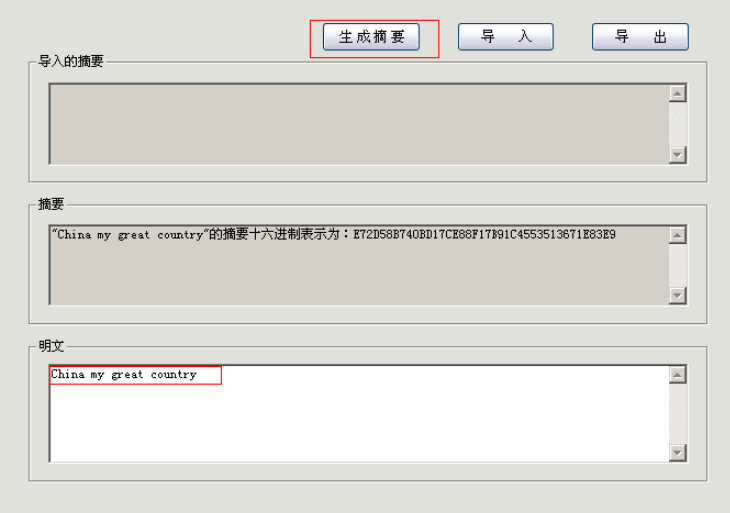 生成摘要 导 入 导 出
导入的摘要
摘要
"China my great country"的摘要十六进制表示为：E72D58B740BD17CE88F17B91C4553513671E83E9
明文
China my great country